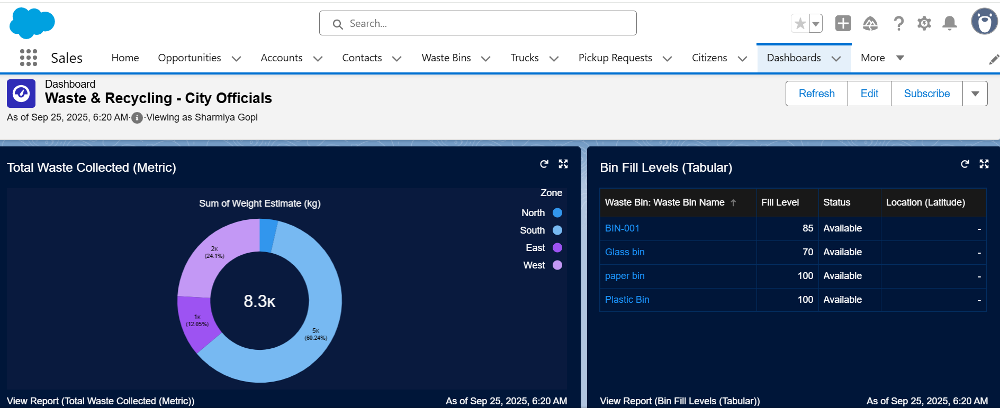 Search...
Sales
Home
Opportunities
Accounts
Contacts
Waste Bins
Trucks
Pickup Requests
Citizens
Dashboards
More
Dashboard
Waste & Recycling - City Officials
As of Sep 25, 2025, 6:20 AM·i·Viewing as Sharmiya Gopi
Refresh
Edit
Subscribe
Total Waste Collected (Metric)
Zone
Sum of Weight Estimate (kg)
North
South
East
West
2K
(24.1%)
8.3K
1K
(12.05%)
5K
(60.24%)
View Report (Total Waste Collected (Metric))
As of Sep 25, 2025, 6:20 AM
Bin Fill Levels (Tabular)
Waste Bin: Waste Bin Name ↑ Fill Level Status Location (Latitude)
BIN-001 85 Available -
Glass bin 70 Available -
paper bin 100 Available -
Plastic Bin 100 Available -
View Report (Bin Fill Levels (Tabular))
As of Sep 25, 2025, 6:20 AM